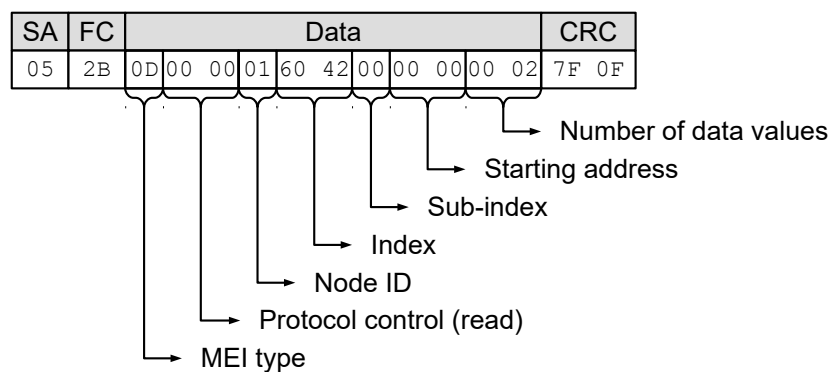 SA FC Data CRC
05 2B 0D 00 00 01 60 42 00 00 00 00 02 7F 0F
Number of data values
Starting address
Sub-index
Index
Node ID
Protocol control (read)
MEI type